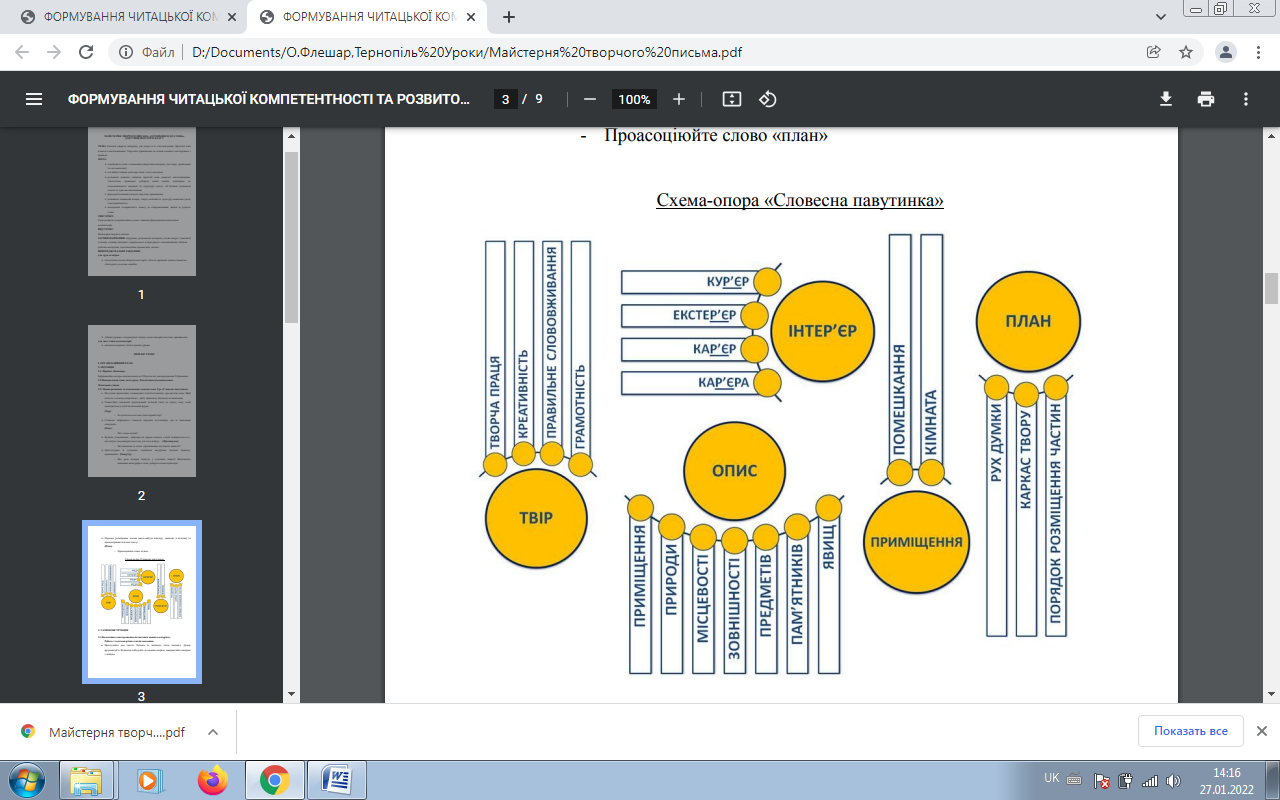 ФОРМУВАННЯ ЧИТАЦЬКОЇ КОМ
ФОРМУВАННЯ ЧИТАЦЬКОЇ КОМ
Файл
D:/Documents/О.Флешар,Тернопіль%20Уроки/Майстерня%20творчого%20письма.pdf
ФОРМУВАННЯ ЧИТАЦЬКОЇ КОМПЕТЕНТНОСТІ ТА РОЗВИТО...
3 / 9
100%
1
2
3
- Проасоціюйте слово «план»
Схема-опора «Словесна павутинка»
ТВОРЧА ПРАЦЯ
КРЕАТИВНІСТЬ
ПРАВИЛЬНЕ СЛОВОВЖИВАННЯ
ГРАМОТНІСТЬ
ТВІР
КУР’ЄР
ЕКСТЕР’ЄР
КАР’ЄР
КАР’ЄРА
ІНТЕР’ЄР
ОПИС
ПРИМІЩЕННЯ
ПРИРОДИ
МІСЦЕВОСТІ
ЗОВНІШНОСТІ
ПРЕДМЕТІВ
ПАМ’ЯТНИКІВ
ЯВИЩ
ПОМЕШКАННЯ
КІМНАТА
ПРИМІЩЕННЯ
ПЛАН
РУХ ДУМКИ
КАРКАС ТВОРУ
ПОРЯДОК РОЗМІЩЕННЯ ЧАСТИН
Майстерня творч....pdf
Показать все
UK
14:16
27.01.2022